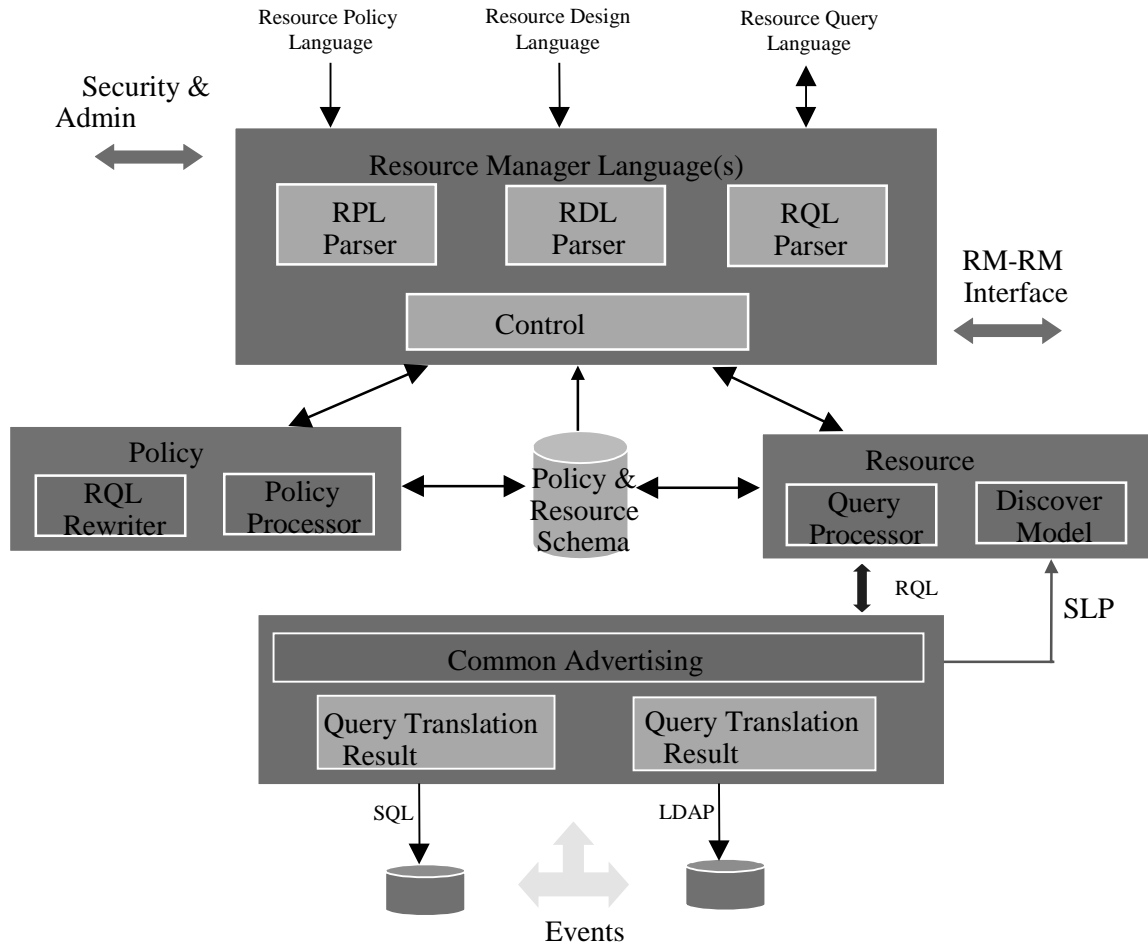 Resource Policy
Language
Resource Design
Language
Resource Query
Language
Security &
Admin
Resource Manager Language(s)
RPL
Parser
RDL
Parser
RQL
Parser
RM-RM
Interface
Control
Policy
RQL
Rewriter
Policy
Processor
Policy &
Resource
Schema
Resource
Query
Processor
Discover
Model
RQL
SLP
Common Advertising
Query Translation
Result
Query Translation
Result
SQL
LDAP
Events